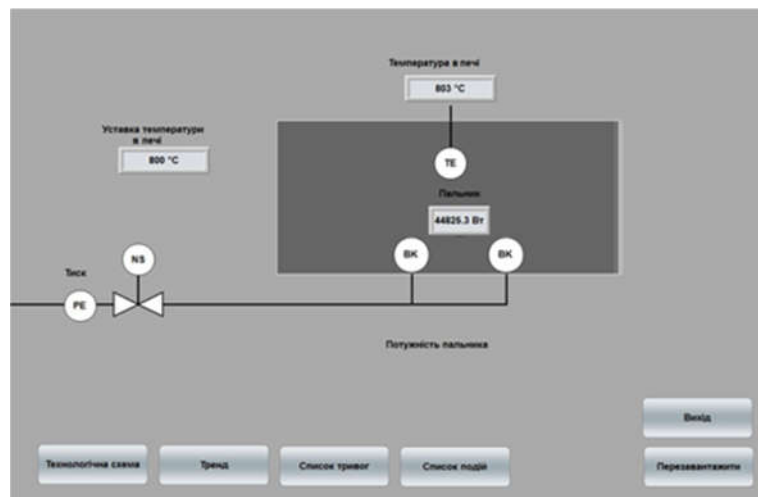 Температура в печі
803 °C
Уставка температури
в печі
800 °C
TE
Пальник
44825.3 Вт
BK
BK
NS
Тиск
PE
Потужність пальника
Вихід
Технологічна схема
Тренд
Список тривог
Список подій
Перезавантажити